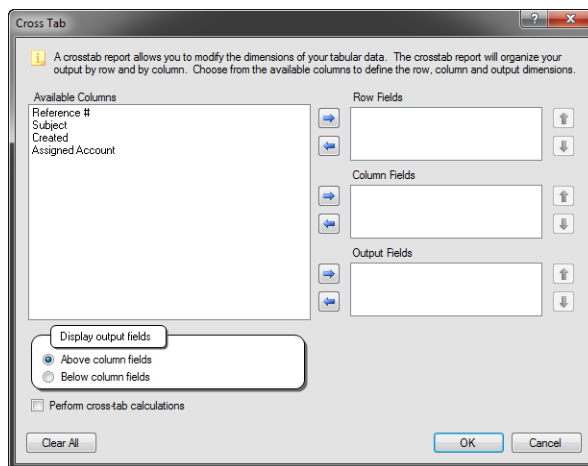 Cross Tab
A crosstab report allows you to modify the dimensions of your tabular data. The crosstab report will organize your
output by row and by column. Choose from the available columns to define the row, column and output dimensions.
Available Columns
Reference #
Subject
Created
Assigned Account
Row Fields
Column Fields
Output Fields
Display output fields
Above column fields
Below column fields
Perform cross-tab calculations
Clear All
OK
Cancel